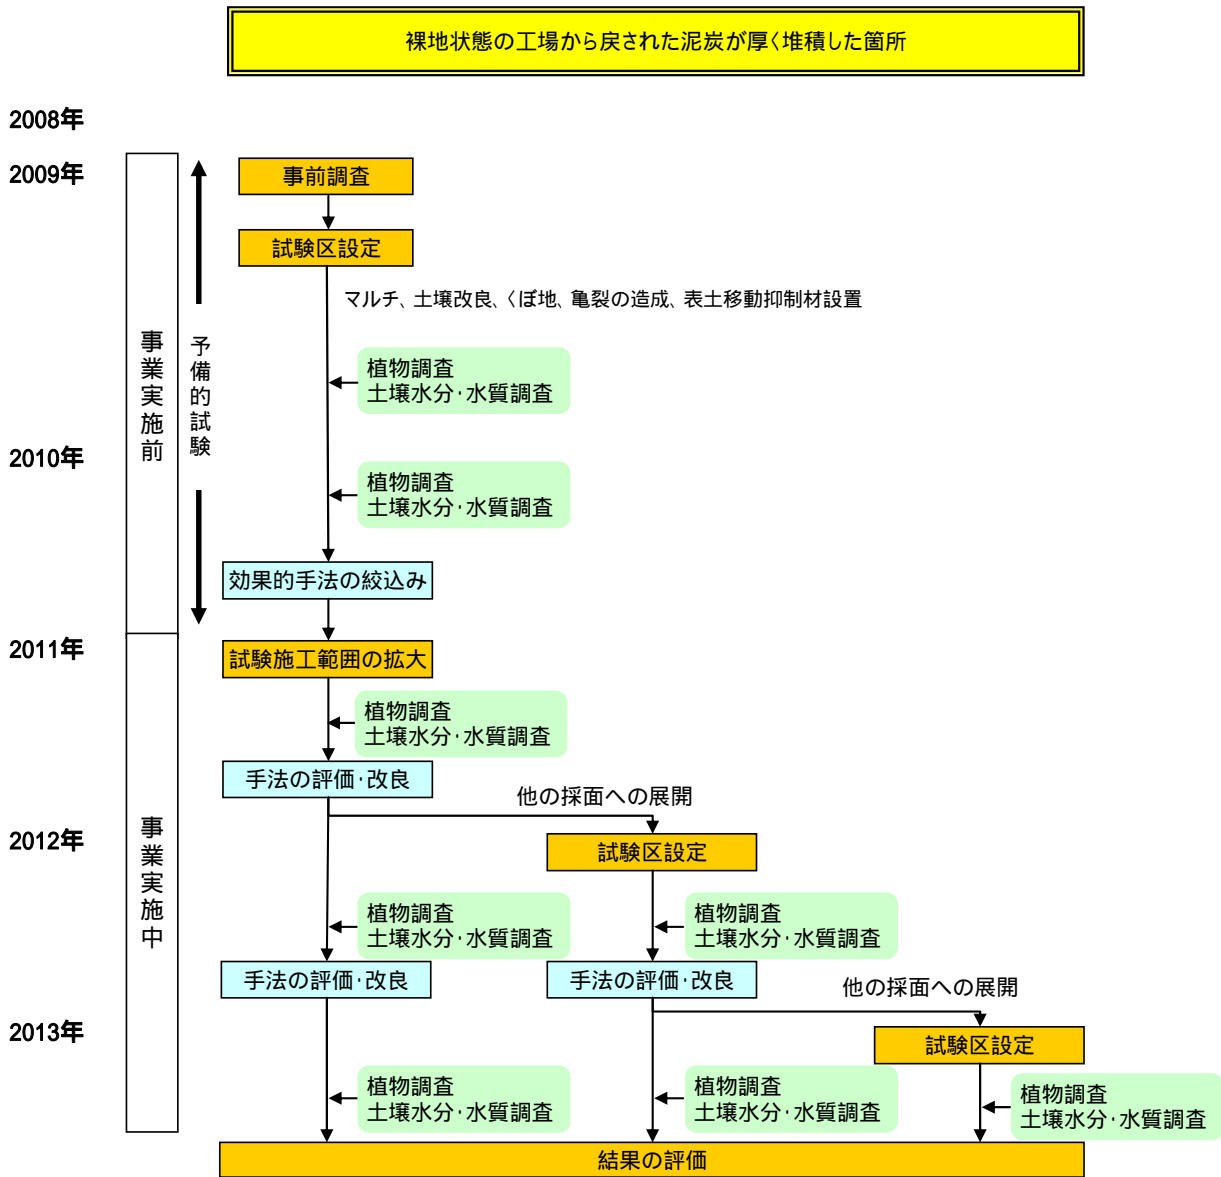 裸地状態の工場から戻された泥炭が厚く堆積した箇所
2008年
2009年
事前調査
試験区設定
マルチ、土壌改良、くぼ地、亀裂の造成、表土移動抑制材設置
事業実施前
予備的試験
植物調査
土壌水分・水質調査
2010年
植物調査
土壌水分・水質調査
効果的手法の絞込み
2011年
試験施工範囲の拡大
植物調査
土壌水分・水質調査
手法の評価・改良
他の採面への展開
2012年
事業実施中
試験区設定
植物調査
土壌水分・水質調査
植物調査
土壌水分・水質調査
手法の評価・改良
手法の評価・改良
他の採面への展開
2013年
試験区設定
植物調査
土壌水分・水質調査
植物調査
土壌水分・水質調査
植物調査
土壌水分・水質調査
結果の評価